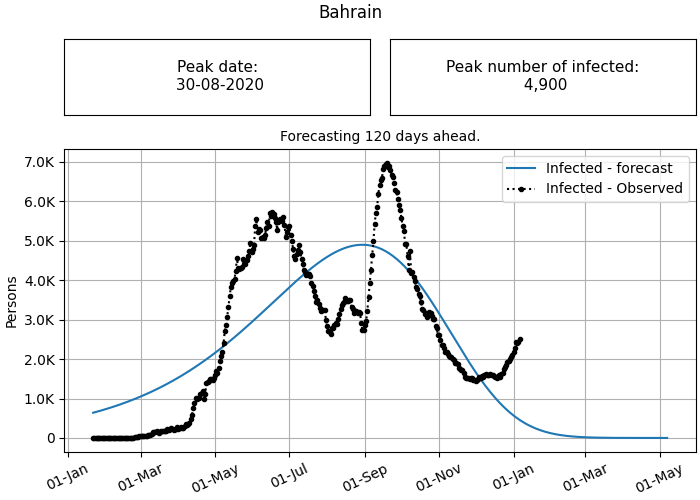 Bahrain
Peak date:
30-08-2020
Peak number of infected:
4,900
Forecasting 120 days ahead.
Infected - forecast
Infected - Observed
Persons
7.0K
6.0K
5.0K
4.0K
3.0K
2.0K
1.0K
0
01-Jan
01-Mar
01-May
01-Jul
01-Sep
01-Nov
01-Jan
01-Mar
01-May